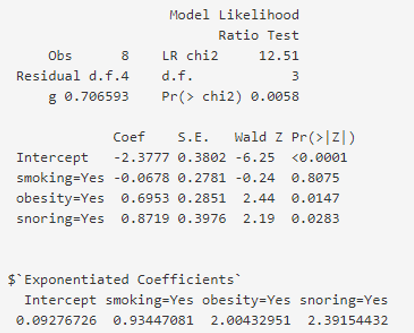 Model Likelihood
Ratio Test
Obs 8 LR chi2 12.51
Residual d.f.4 d.f. 3
g 0.706593 Pr(> chi2) 0.0058
Coef S.E. Wald Z Pr(>|Z|)
Intercept -2.3777 0.3802 -6.25 <0.0001
smoking=Yes -0.0678 0.2781 -0.24 0.8075
obesity=Yes 0.6953 0.2851 2.44 0.0147
snoring=Yes 0.8719 0.3976 2.19 0.0283
$`Exponentiated Coefficients`
Intercept smoking=Yes obesity=Yes snoring=Yes
0.09276726 0.93447081 2.00432951 2.39154432